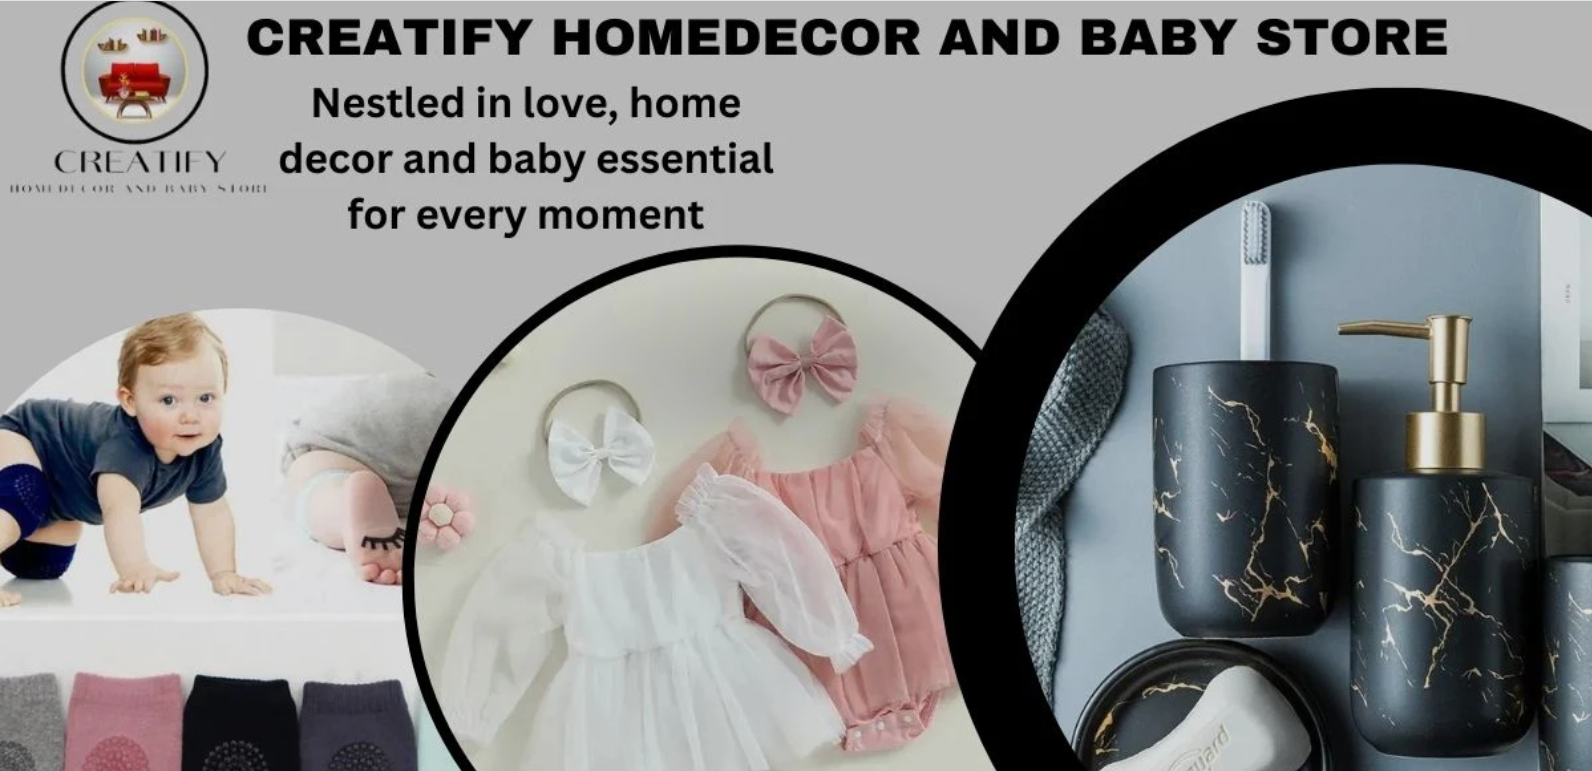 CREATIFY HOMEDECOR AND BABY STORE
Nestled in love, home
decor and baby essential
for every moment
CREATIFY
HOMEDECOR AND BABY STORE
guard